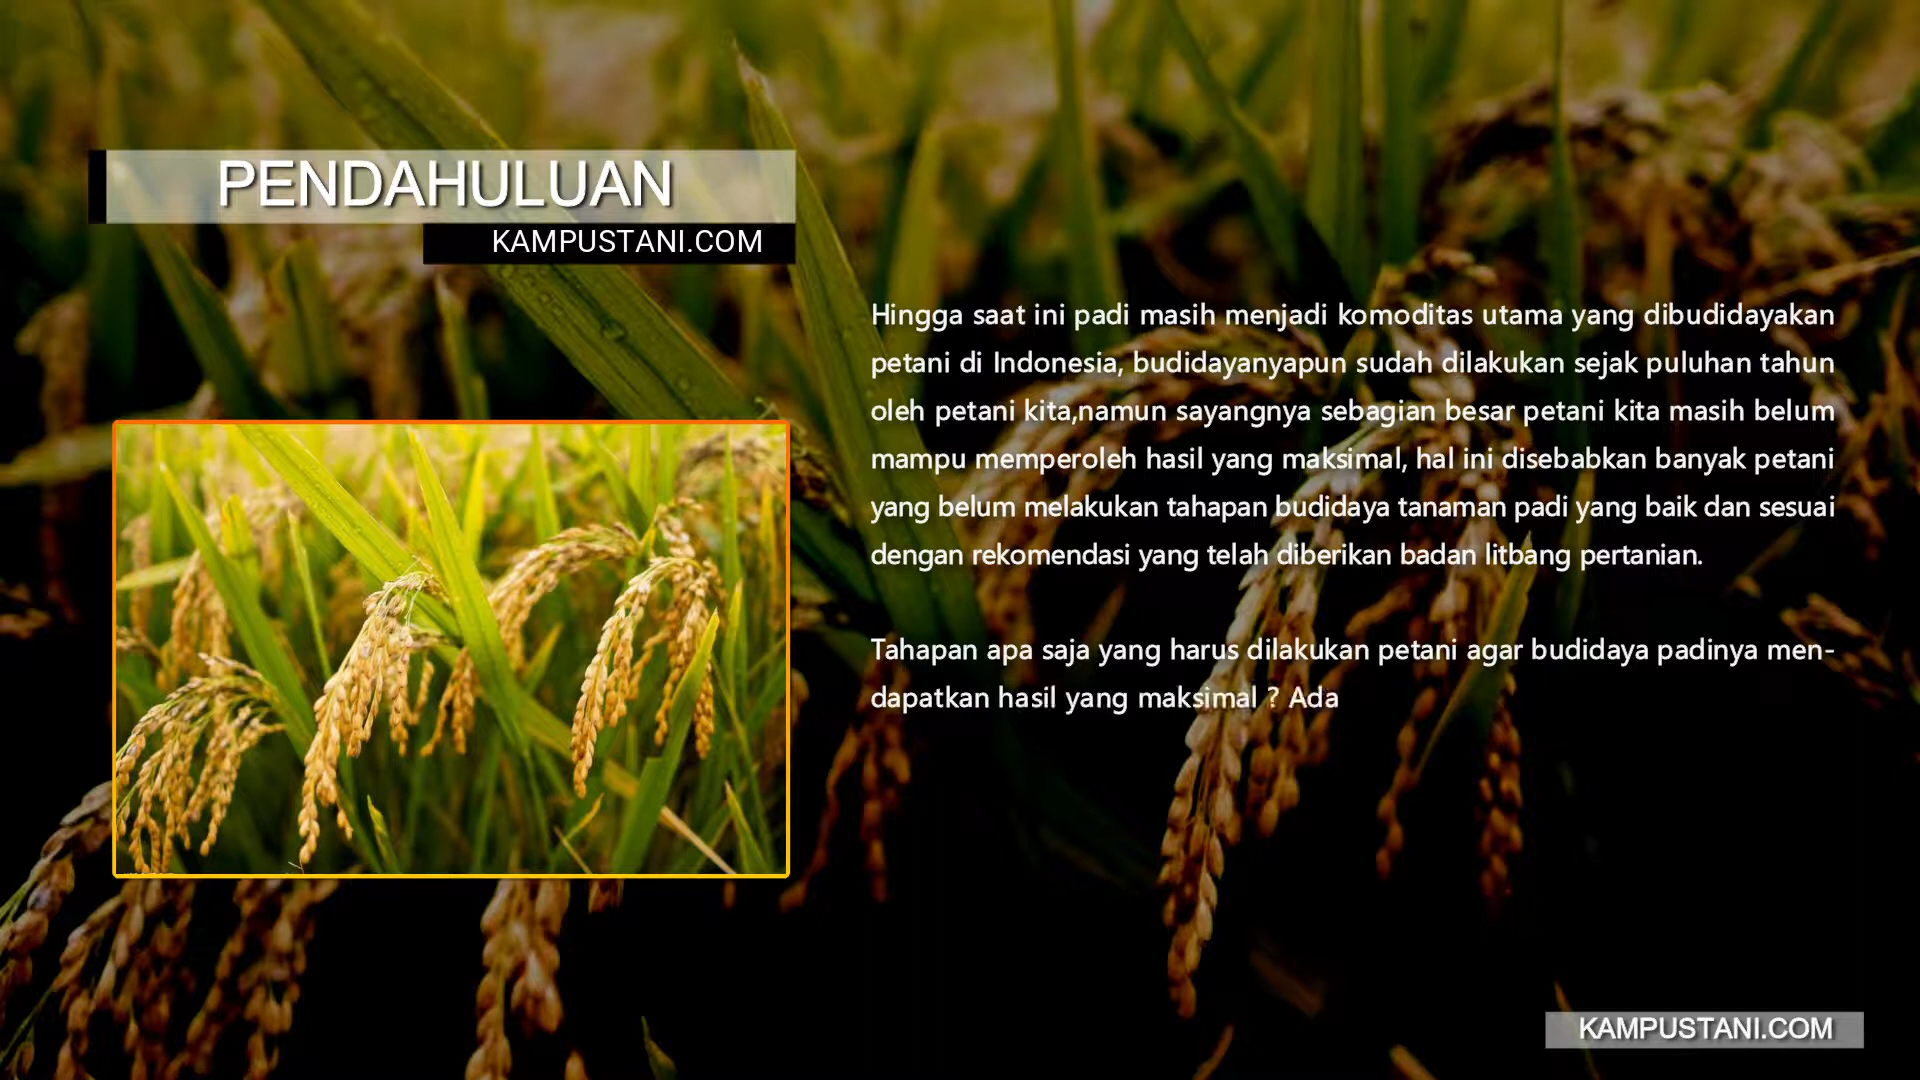 PENDAHULUAN
KAMPUSTANI.COM
Hingga saat ini padi masih menjadi komoditas utama yang dibudidayakan
petani di Indonesia, budidayanyapun sudah dilakukan sejak puluhan tahun
oleh petani kita,namun sayangnya sebagian besar petani kita masih belum
mampu memperoleh hasil yang maksimal, hal ini disebabkan banyak petani
yang belum melakukan tahapan budidaya tanaman padi yang baik dan sesuai
dengan rekomendasi yang telah diberikan badan litbang pertanian.
Tahapan apa saja yang harus dilakukan petani agar budidaya padinya men-
dapatkan hasil yang maksimal ? Ada
KAMPUSTANI.COM